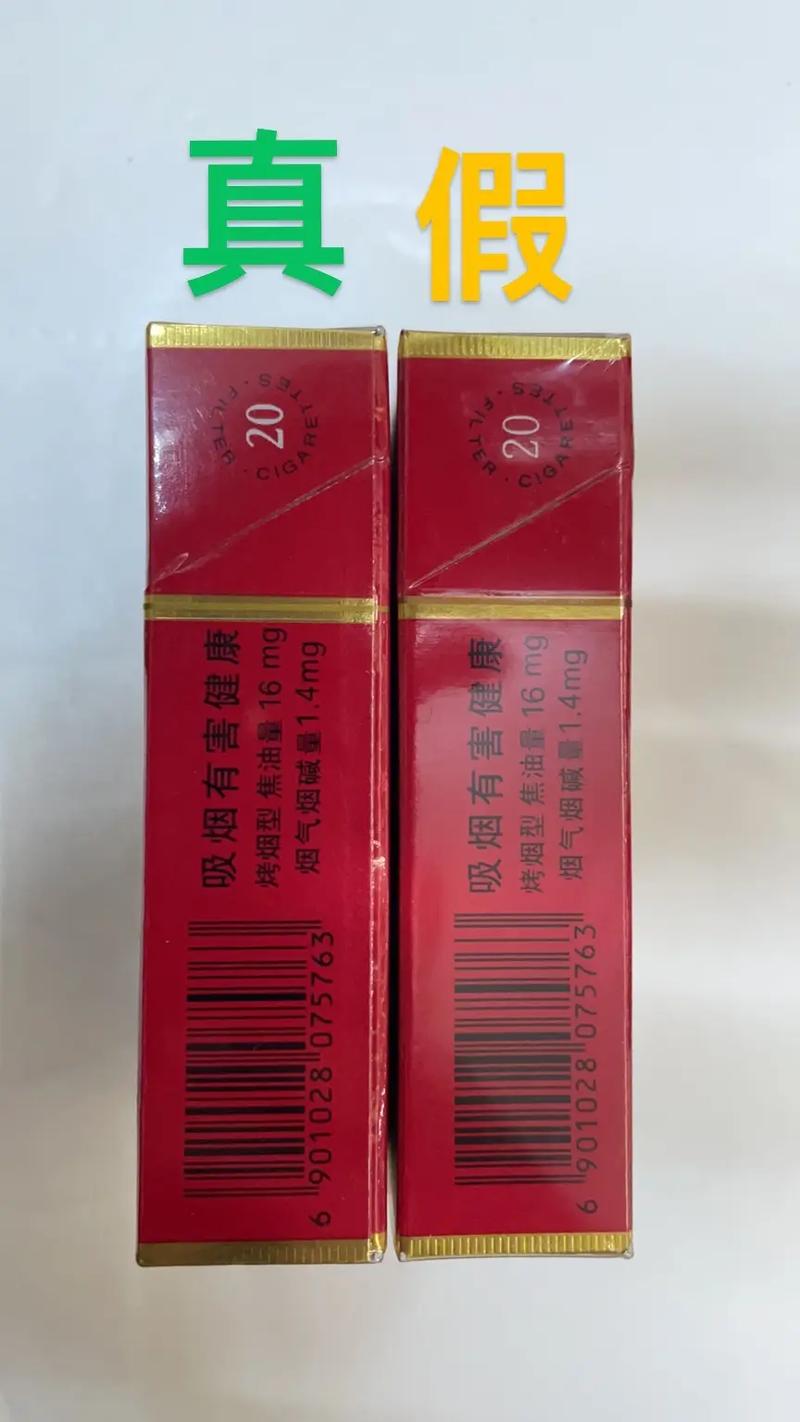 真 假
FILTER · CIGARETTES ·
20
吸烟有害健康
烤烟型 焦油量 16 mg
烟气烟碱量 1.4mg
6 901028 075763
FILTER · CIGARETTES ·
20
吸烟有害健康
烤烟型 焦油量 16 mg
烟气烟碱量 1.4mg
6 901028 075763